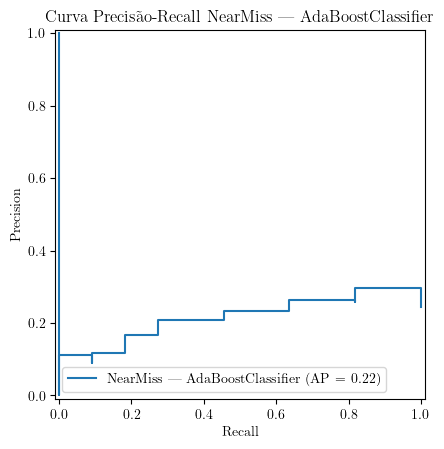 Curva Precisão-Recall NearMiss — AdaBoostClassifier
1.0
0.8
0.6
0.4
0.2
0.0
Precision
NearMiss — AdaBoostClassifier (AP = 0.22)
0.0 0.2 0.4 0.6 0.8 1.0
Recall